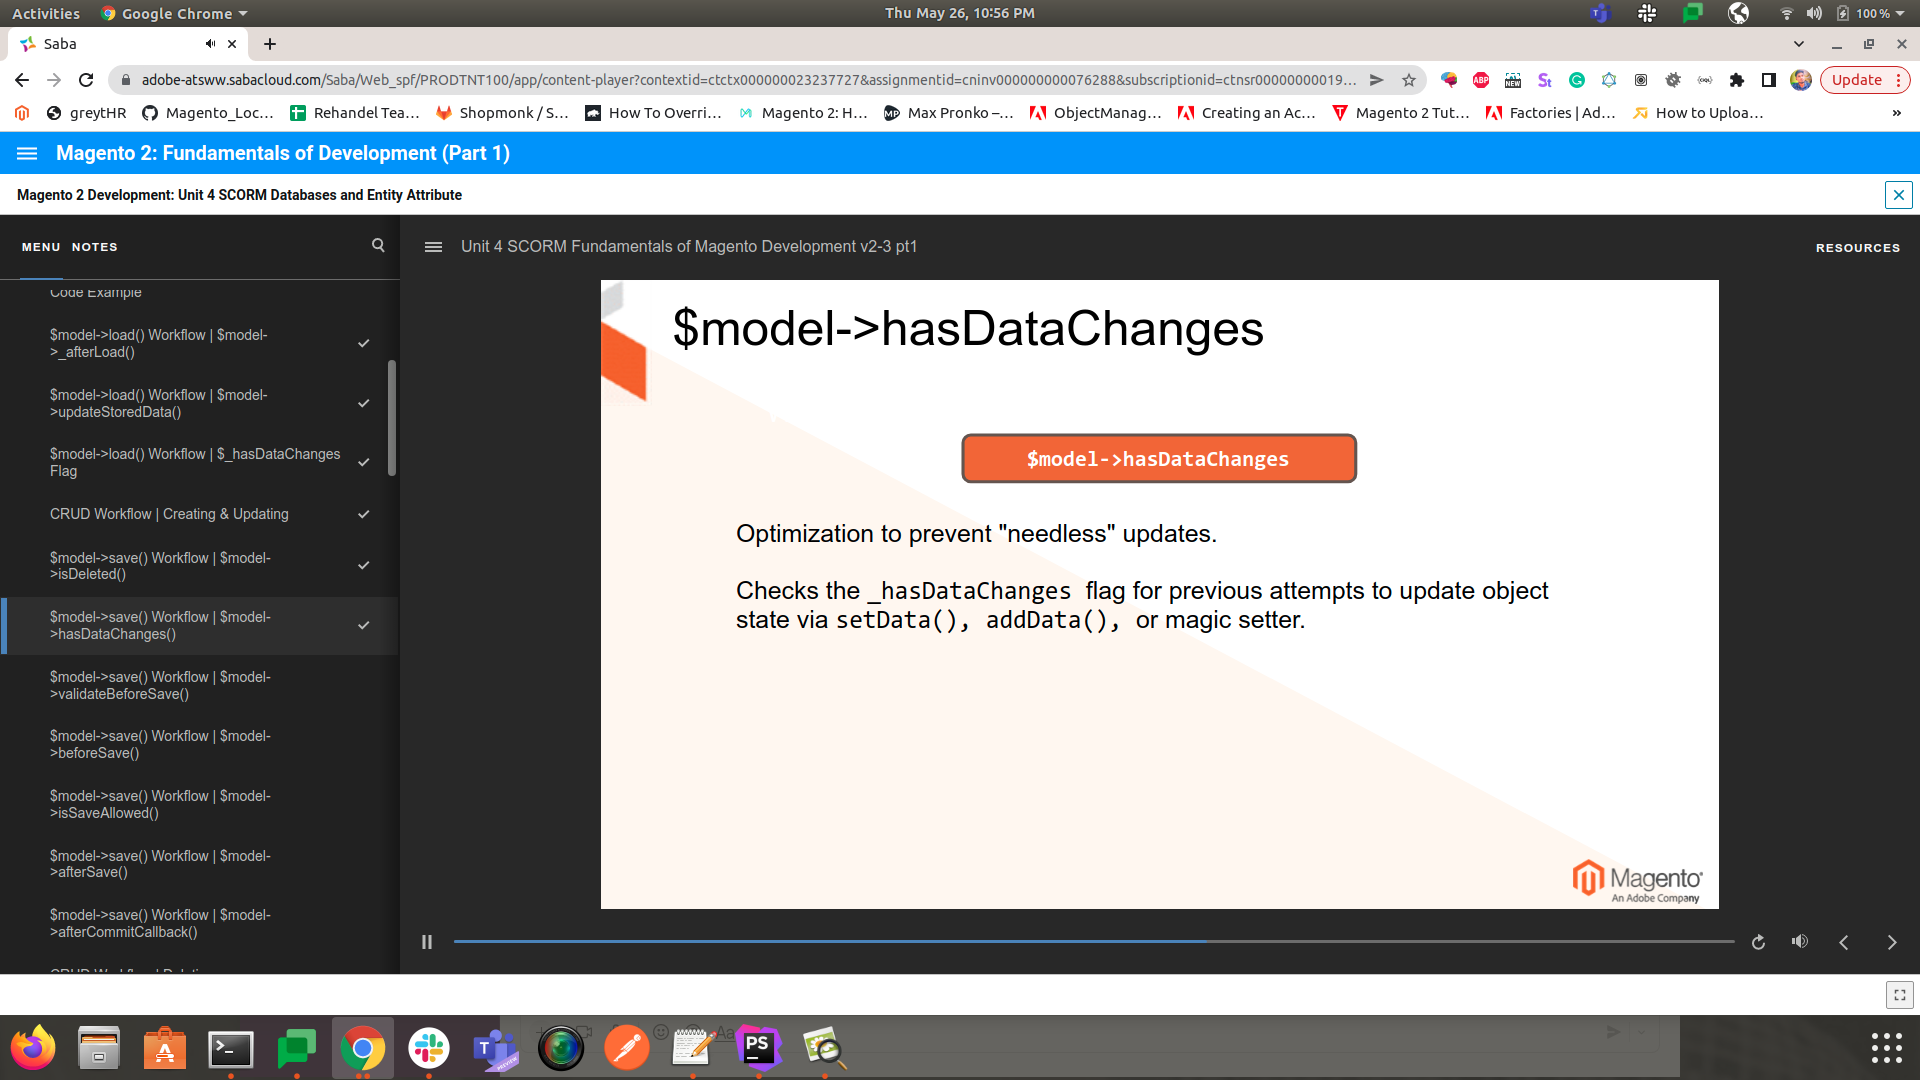 Activities
Google Chrome
Thu May 26, 10:56 PM
100 %
Saba
adobe-atsww.sabacloud.com/Saba/Web_spf/PRODTNT100/app/content-player?contextid=ctctx000000023237727&assignmentid=cninv000000000076288&subscriptionid=ctnsr00000000019...
ABP
NEW
Update
greytHR
Magento_Loc...
Rehandel Tea...
Shopmonk / S...
How To Overri...
Magento 2: H...
Max Pronko –...
ObjectManag...
Creating an Ac...
Magento 2 Tut...
Factories | Ad...
How to Uploa...
»
Magento 2: Fundamentals of Development (Part 1)
Magento 2 Development: Unit 4 SCORM Databases and Entity Attribute
MENU
NOTES
Unit 4 SCORM Fundamentals of Magento Development v2-3 pt1
RESOURCES
Code Example
$model->load() Workflow | $model-
>_afterLoad()
$model->load() Workflow | $model-
>updateStoredData()
$model->load() Workflow | $_hasDataChanges
Flag
CRUD Workflow | Creating & Updating
$model->save() Workflow | $model-
>isDeleted()
$model->save() Workflow | $model-
>hasDataChanges()
$model->save() Workflow | $model-
>validateBeforeSave()
$model->save() Workflow | $model-
>beforeSave()
$model->save() Workflow | $model-
>isSaveAllowed()
$model->save() Workflow | $model-
>afterSave()
$model->save() Workflow | $model-
>afterCommitCallback()
$model->hasDataChanges
$model->hasDataChanges
Optimization to prevent "needless" updates.
Checks the _hasDataChanges flag for previous attempts to update object
state via setData(), addData(), or magic setter.
Magento
An Adobe Company
PS